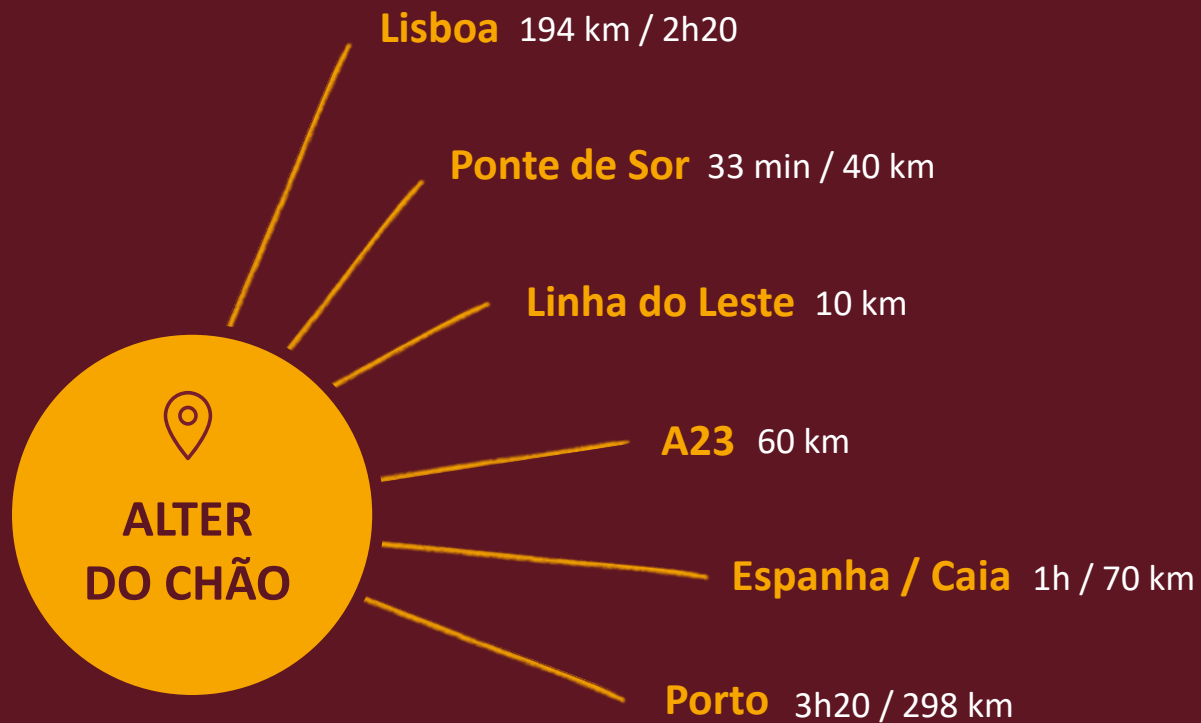 Lisboa 194 km / 2h20
Ponte de Sor 33 min / 40 km
Linha do Leste 10 km
A23 60 km
ALTER
DO CHÃO
Espanha / Caia 1h / 70 km
Porto 3h20 / 298 km